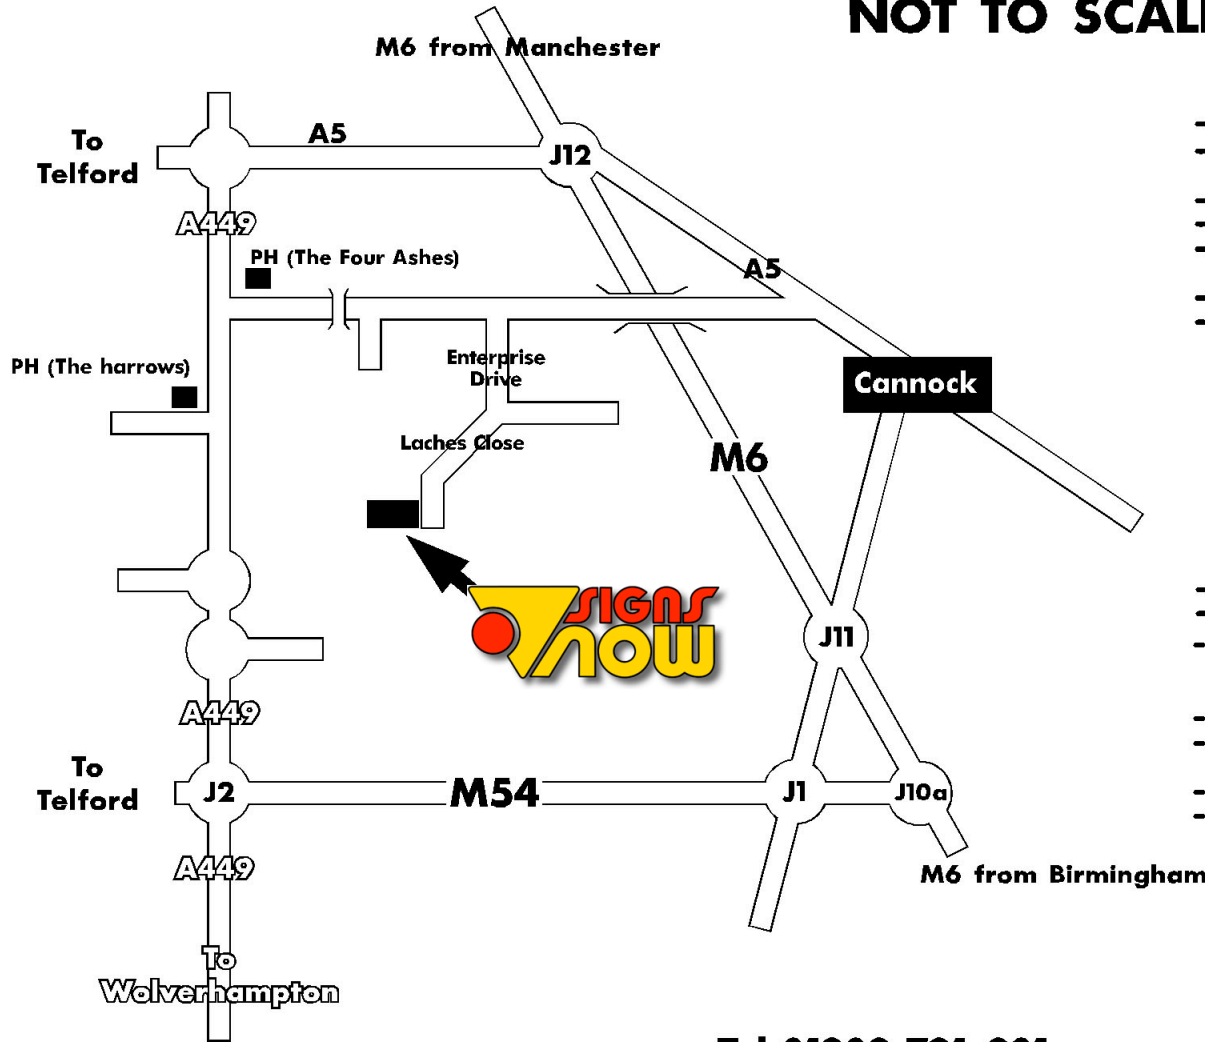 NOT TO SCALE
M6 from Manchester
A5
To
Telford
J12
A449
PH (The Four Ashes)
A5
PH (The harrows)
Enterprise
Drive
Cannock
Laches Close
M6
SIGNS
NOW
J11
A449
To
Telford
J2
M54
J1
J10a
A449
M6 from Birmingham
To
Wolverhampton